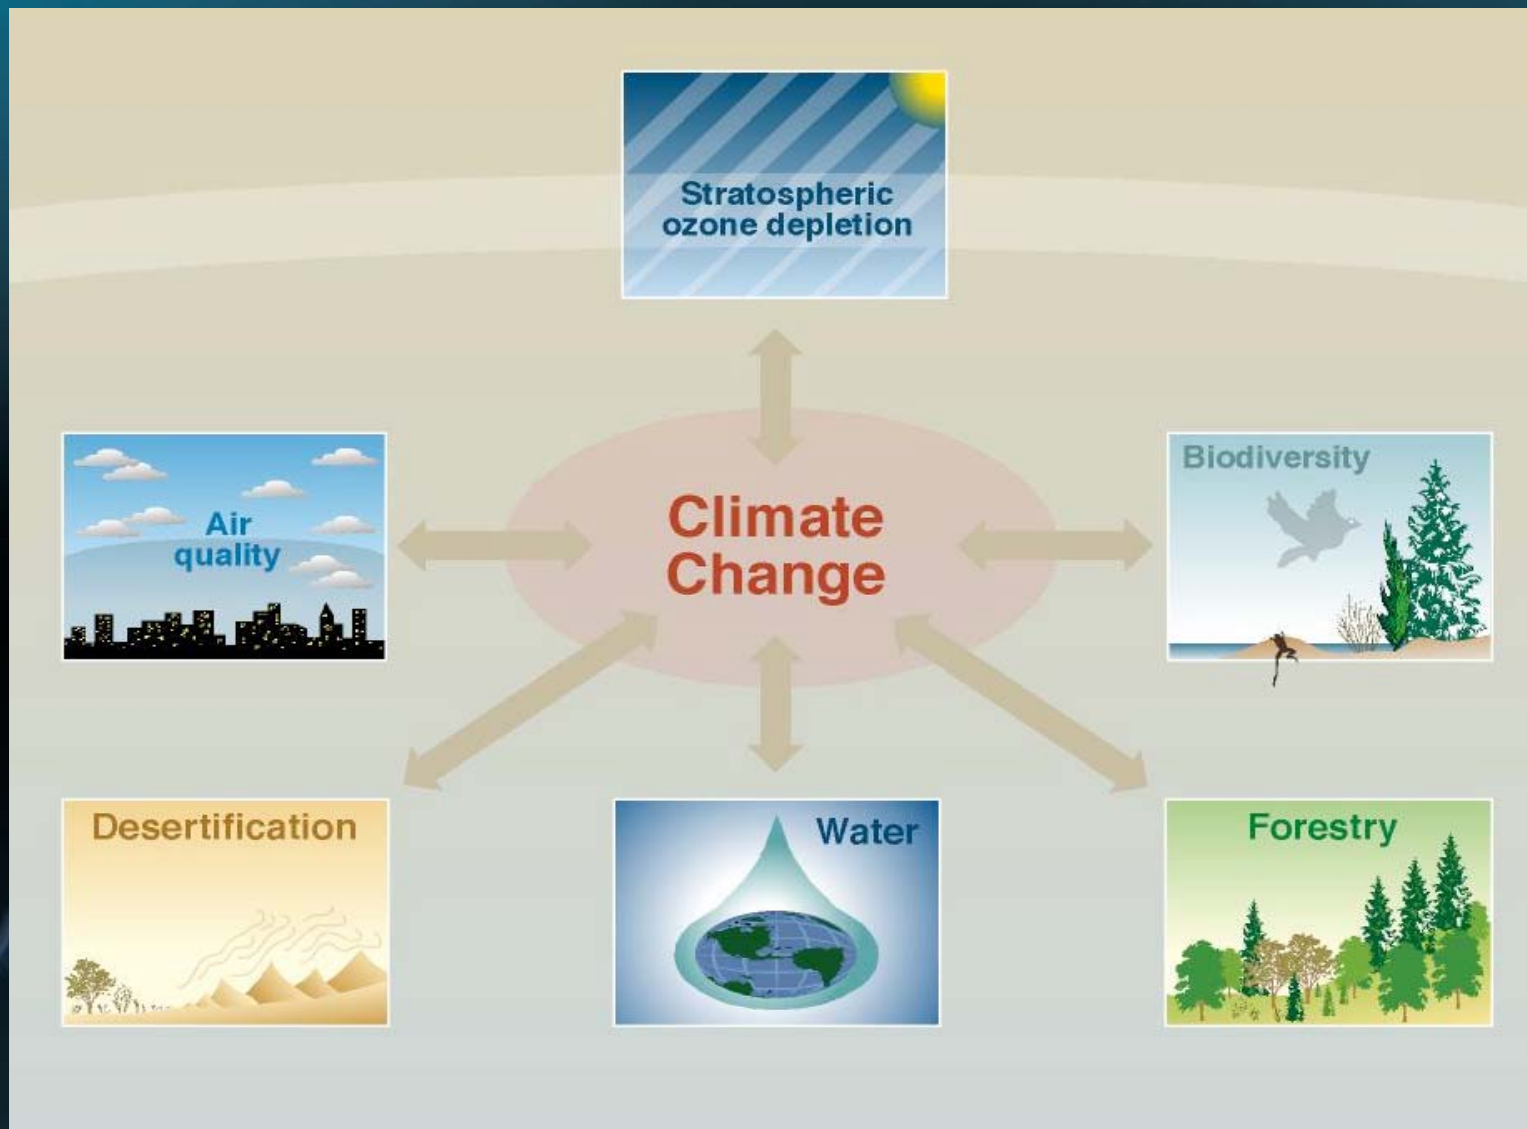 Stratospheric
ozone depletion
Air
quality
Climate
Change
Biodiversity
Desertification
Water
Forestry